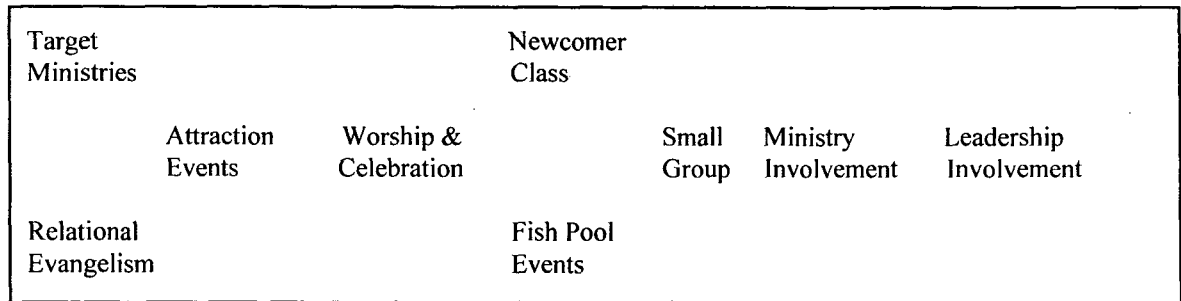 Target
Ministries
Newcomer
Class
Attraction
Events
Worship &
Celebration
Small
Group
Ministry
Involvement
Leadership
Involvement
Relational
Evangelism
Fish Pool
Events